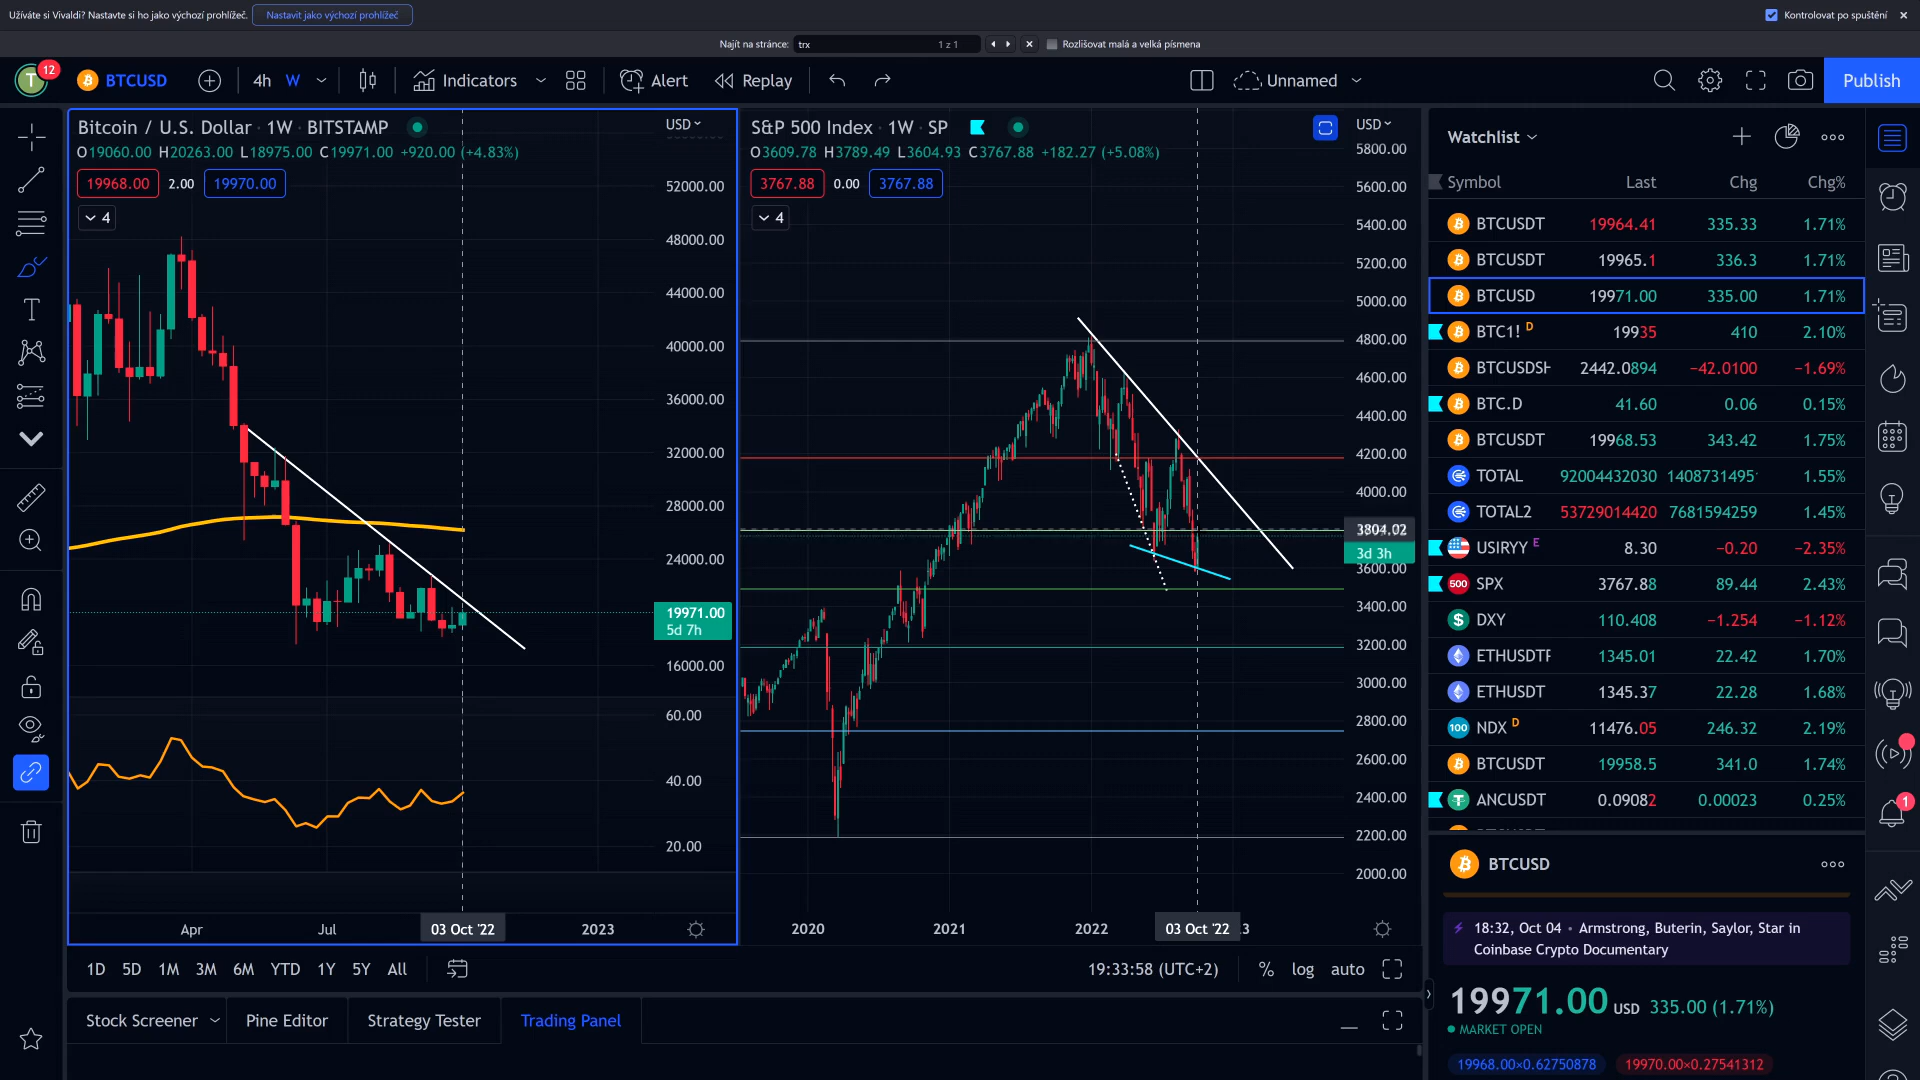 Užíváte si Vivaldi? Nastavte si ho jako výchozí prohlížeč. Nastavit jako výchozí prohlížeč Kontrolovat po spuštění
Najít na stránce: trx 1 z 1 Rozlišovat malá a velká písmena
T 12 BTCUSD 4h W Indicators Alert Replay Unnamed Publish
Bitcoin / U.S. Dollar · 1W · BITSTAMP
O19060.00 H20263.00 L18975.00 C19971.00 +920.00 (+4.83%)
19968.00 2.00 19970.00
4
USD
52000.00
48000.00
44000.00
40000.00
36000.00
32000.00
28000.00
24000.00
19971.00
5d 7h
16000.00
60.00
40.00
20.00
Apr Jul 03 Oct '22 2023
S&P 500 Index · 1W · SP
O3609.78 H3789.49 L3604.93 C3767.88 +182.27 (+5.08%)
3767.88 0.00 3767.88
4
USD
5800.00
5600.00
5400.00
5200.00
5000.00
4800.00
4600.00
4400.00
4200.00
4000.00
3804.02
3d 3h
3600.00
3400.00
3200.00
3000.00
2800.00
2600.00
2400.00
2200.00
2000.00
2020 2021 2022 03 Oct '22 3
1D 5D 1M 3M 6M YTD 1Y 5Y All
19:33:58 (UTC+2) % log auto
Stock Screener Pine Editor Strategy Tester Trading Panel
Watchlist
Symbol Last Chg Chg%
BTCUSDT 19964.41 335.33 1.71%
BTCUSDT 19965.1 336.3 1.71%
BTCUSD 19971.00 335.00 1.71%
BTC1! D 19935 410 2.10%
BTCUSDSH 2442.0894 −42.0100 −1.69%
BTC.D 41.60 0.06 0.15%
BTCUSDT 19968.53 343.42 1.75%
TOTAL 92004432030 1408731495 1.55%
TOTAL2 53729014420 7681594259 1.45%
USIRYY E 8.30 −0.20 −2.35%
500 SPX 3767.88 89.44 2.43%
DXY 110.408 −1.254 −1.12%
ETHUSDTF 1345.01 22.42 1.70%
ETHUSDT 1345.37 22.28 1.68%
100 NDX D 11476.05 246.32 2.19%
BTCUSDT 19958.5 341.0 1.74%
ANCUSDT 0.09082 0.00023 0.25%
BTCUSD
18:32, Oct 04 • Armstrong, Buterin, Saylor, Star in
Coinbase Crypto Documentary
19971.00 USD 335.00 (1.71%)
MARKET OPEN
19968.00×0.62750878 19970.00×0.27541312
1